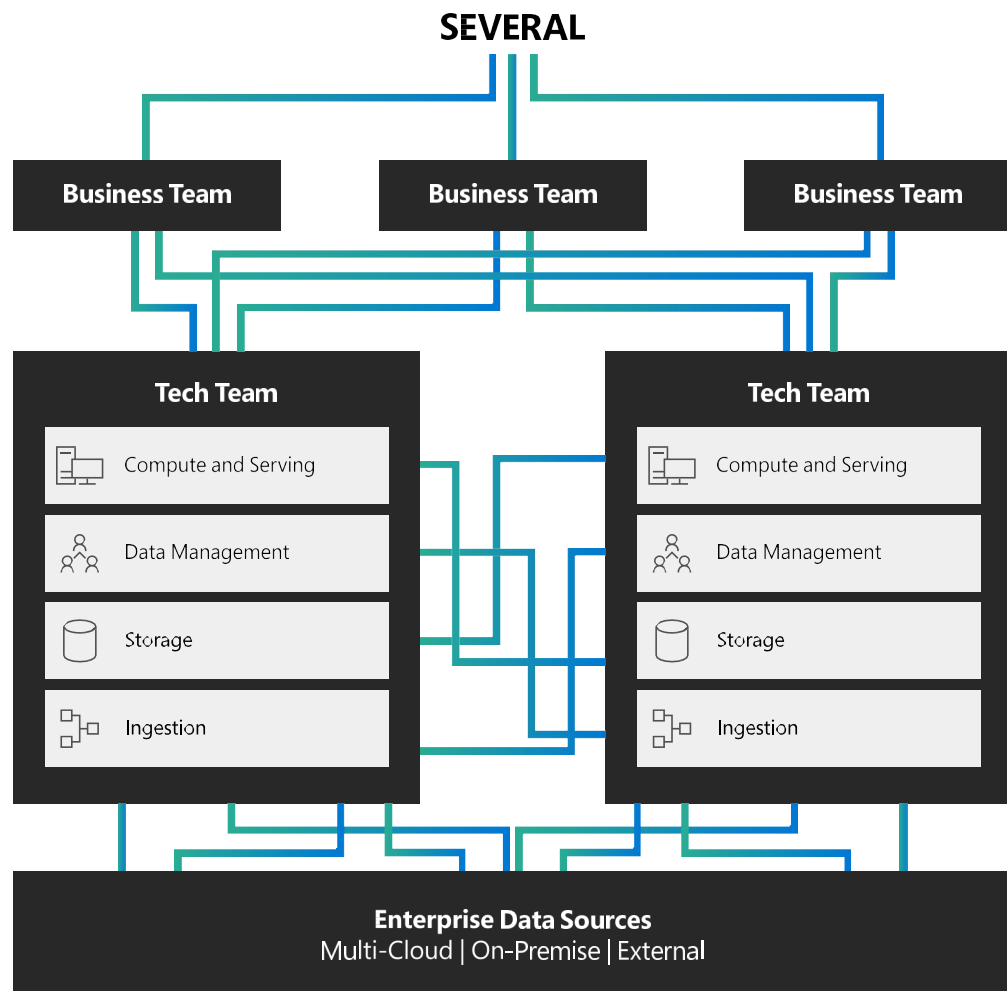 SEVERAL
Business Team
Business Team
Business Team
Tech Team
Compute and Serving
Data Management
Storage
Ingestion
Tech Team
Compute and Serving
Data Management
Storage
Ingestion
Enterprise Data Sources
Multi-Cloud | On-Premise | External